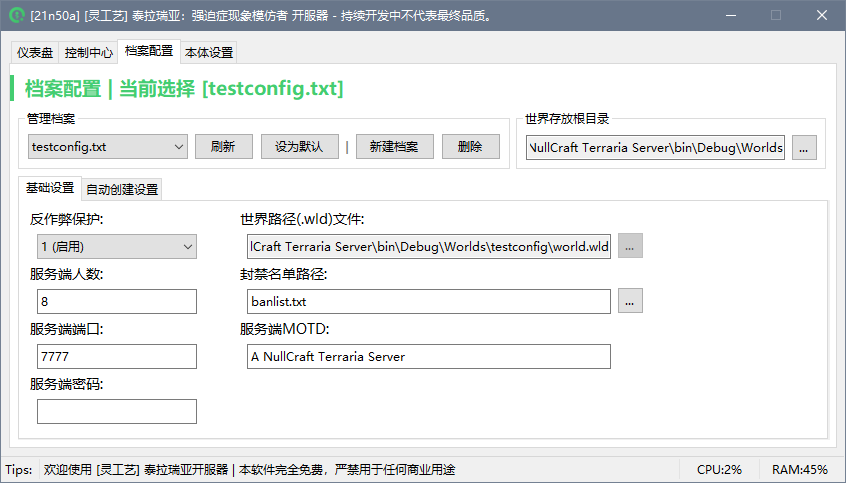 [21n50a] [灵工艺] 泰拉瑞亚：强迫症现象模仿者 开服器 - 持续开发中不代表最终品质。
仪表盘 控制中心 档案配置 本体设置
档案配置 | 当前选择 [testconfig.txt]
管理档案 世界存放根目录
testconfig.txt 刷新 设为默认 | 新建档案 删除 NullCraft Terraria Server\bin\Debug\Worlds ...
基础设置 自动创建设置
反作弊保护: 世界路径(.wld)文件:
1 (启用) lCraft Terraria Server\bin\Debug\Worlds\testconfig\world.wld ...
服务端人数: 封禁名单路径:
8 banlist.txt ...
服务端端口: 服务端MOTD:
7777 A NullCraft Terraria Server
服务端密码:
Tips: 欢迎使用 [灵工艺] 泰拉瑞亚开服器 | 本软件完全免费，严禁用于任何商业用途 CPU:2% RAM:45%